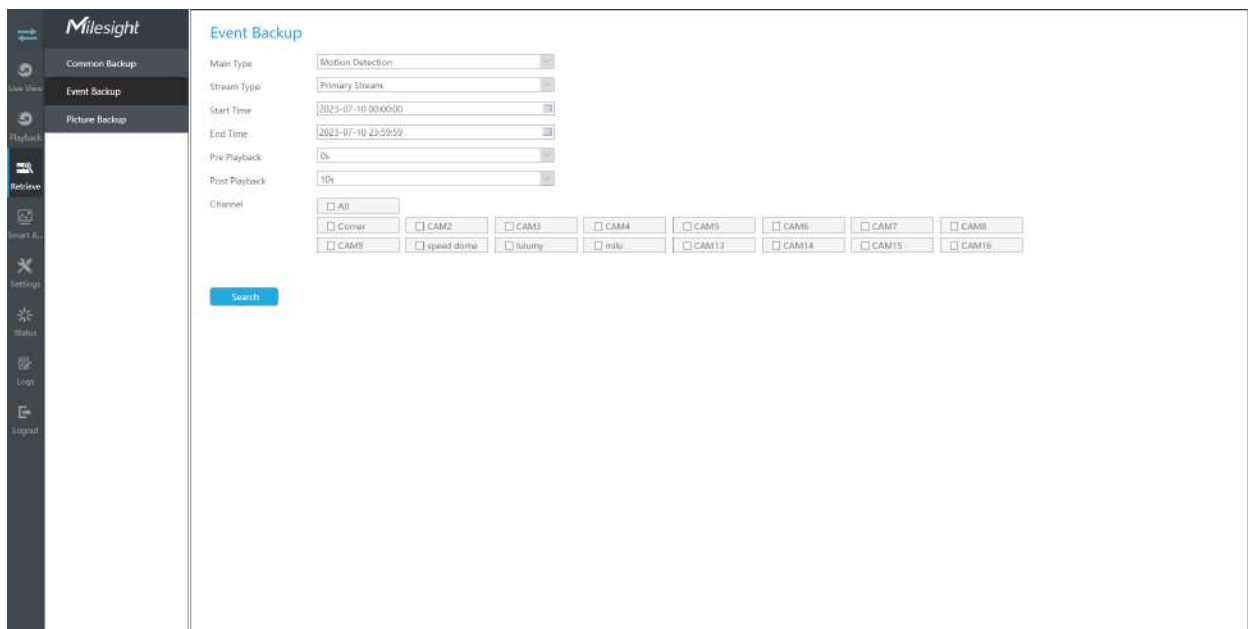 Milesight
Live View
Playback
Retrieve
Smart A...
Settings
Status
Logs
Logout
Common Backup
Event Backup
Picture Backup
Event Backup
Main Type Motion Detection
Stream Type Primary Stream
Start Time 2023-07-10 00:00:00
End Time 2023-07-10 23:59:59
Pre Playback 0s
Post Playback 10s
Channel All
Corner CAM2 CAM3 CAM4 CAM5 CAM6 CAM7 CAM8
CAM9 speed dome milu CAM13 CAM14 CAM15 CAM16
Search